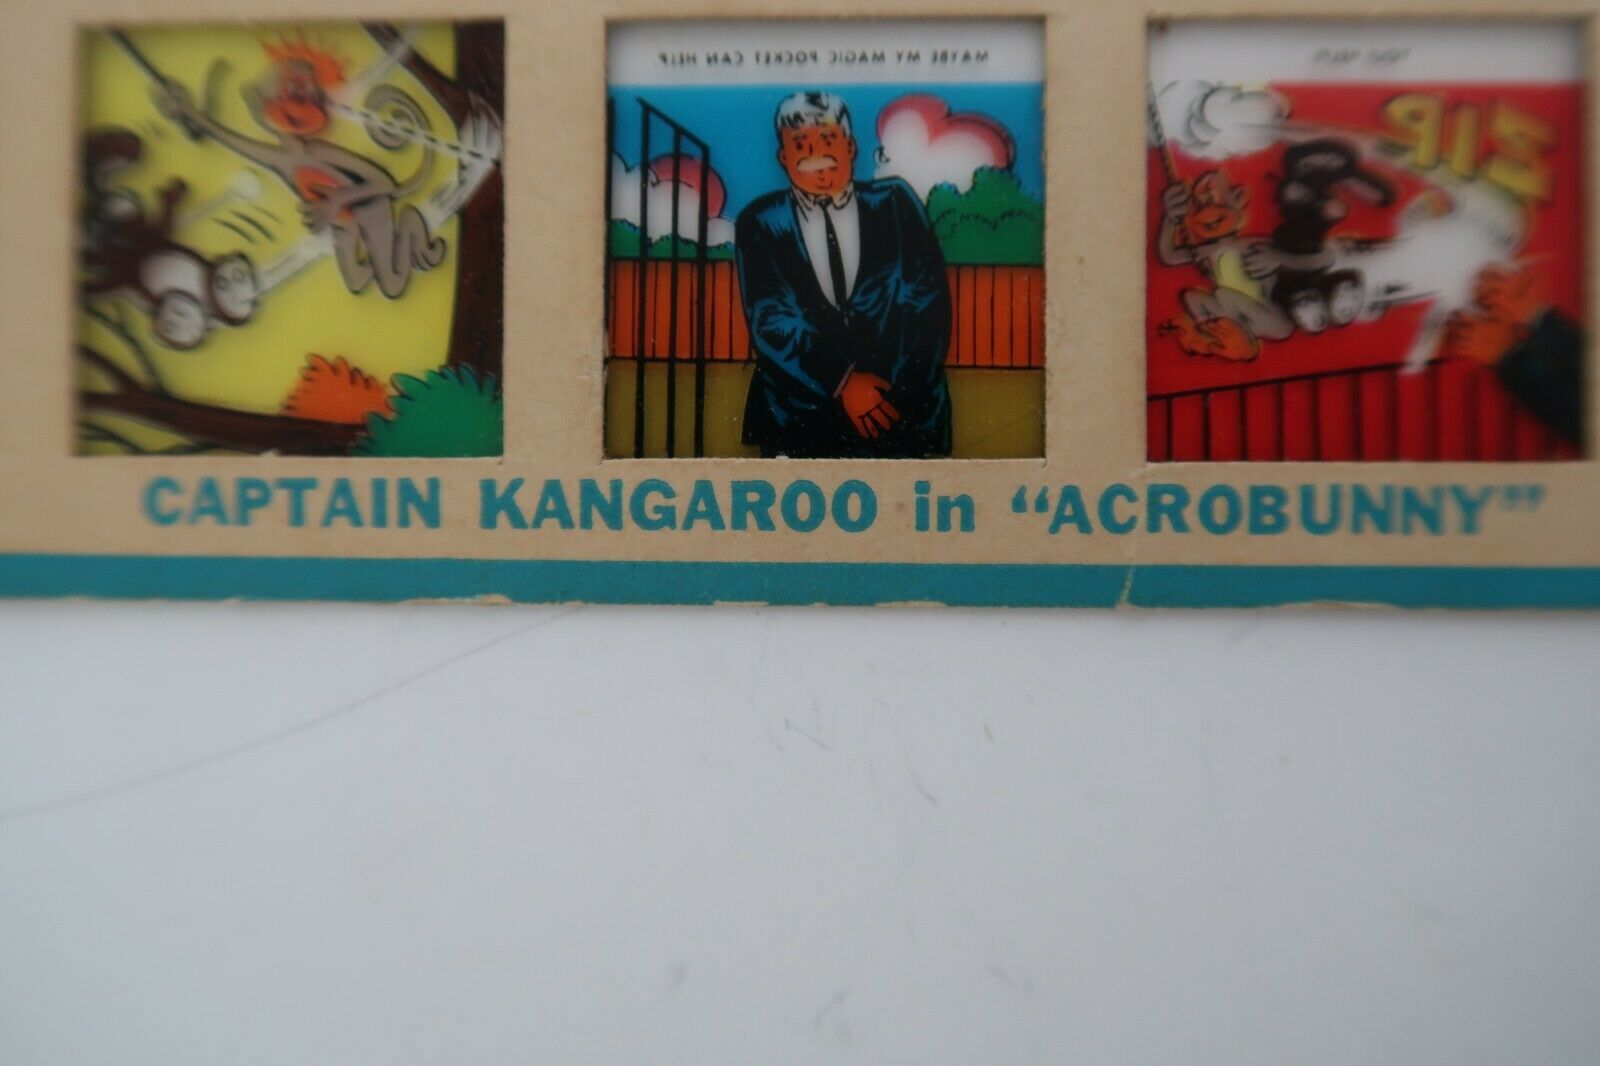 MAYBE MY MAGIC POCKET CAN HELP.
ZIP
CAPTAIN KANGAROO in “ACROBUNNY”